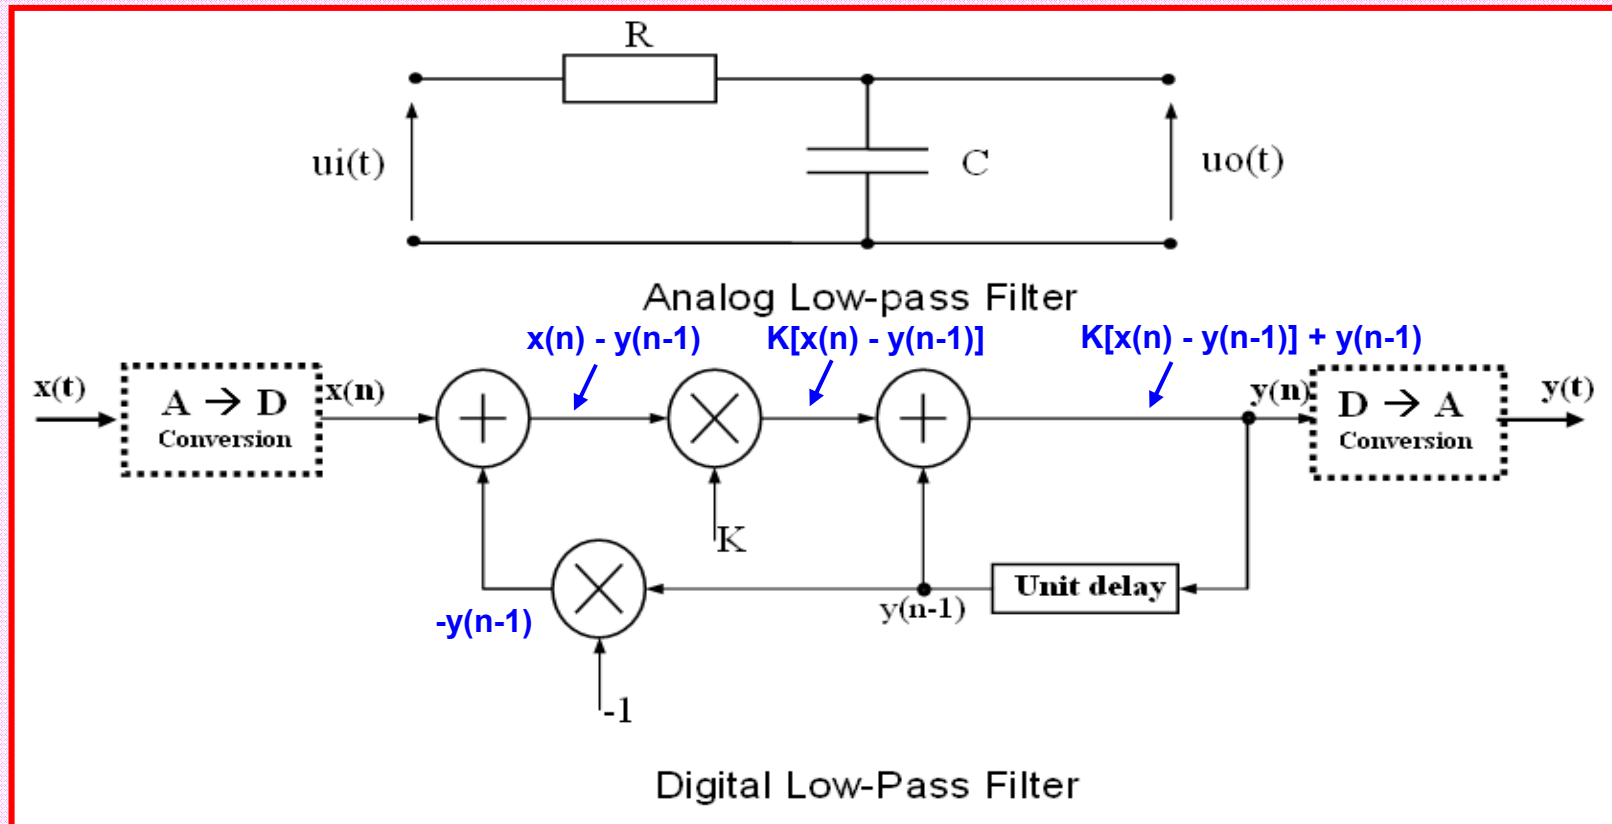 R
ui(t)
C
uo(t)
Analog Low-pass Filter
x(n) - y(n-1)
K[x(n) - y(n-1)]
K[x(n) - y(n-1)] + y(n-1)
x(t)
A → D
Conversion
x(n)
y(n)
D → A
Conversion
y(t)
K
Unit delay
y(n-1)
-y(n-1)
-1
Digital Low-Pass Filter